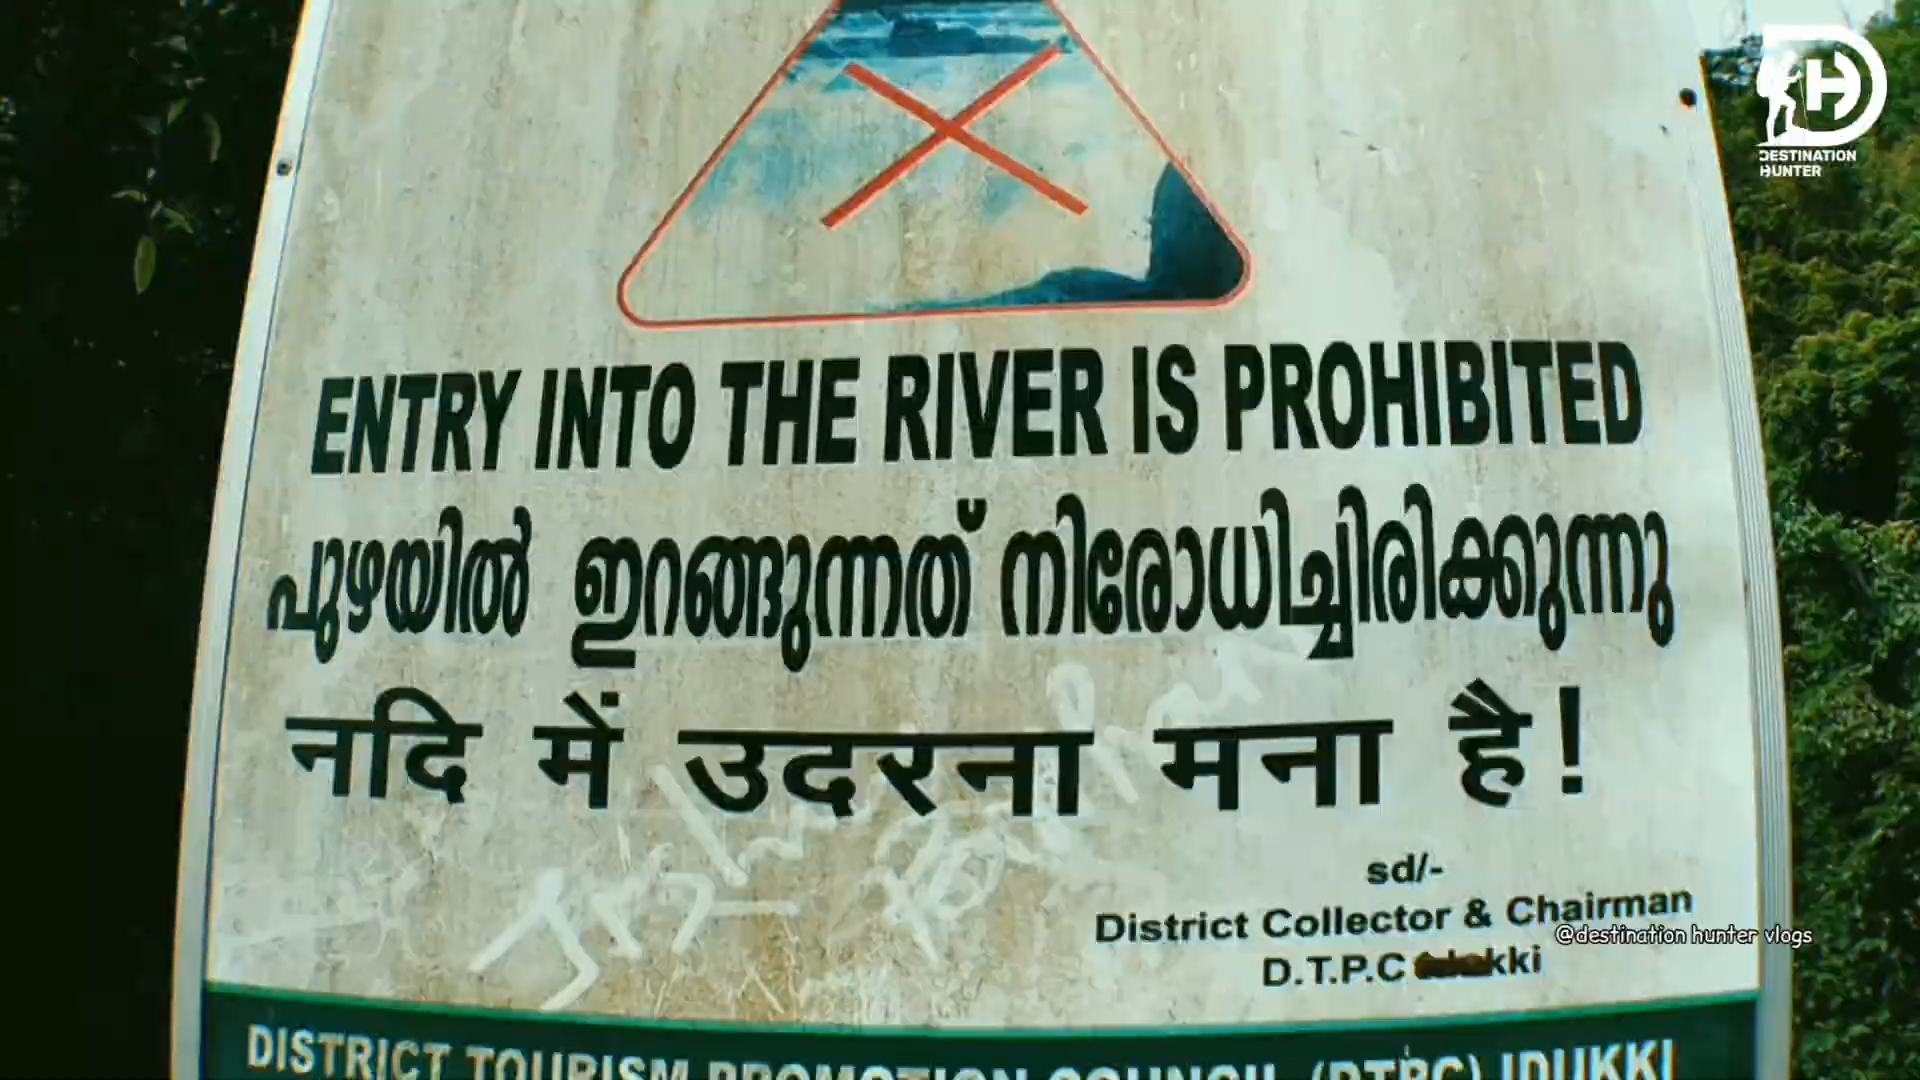 DESTINATION
HUNTER
ENTRY INTO THE RIVER IS PROHIBITED
പുഴയിൽ ഇറങ്ങുന്നത് നിരോധിച്ചിരിക്കുന്നു
नदि में उदरना मना है!
sd/-
District Collector & Chairman
@destination hunter vlogs
D.T.P.C
DISTRICT TOURISM PROMOTION COUNCIL (DTPC) IDUKKI